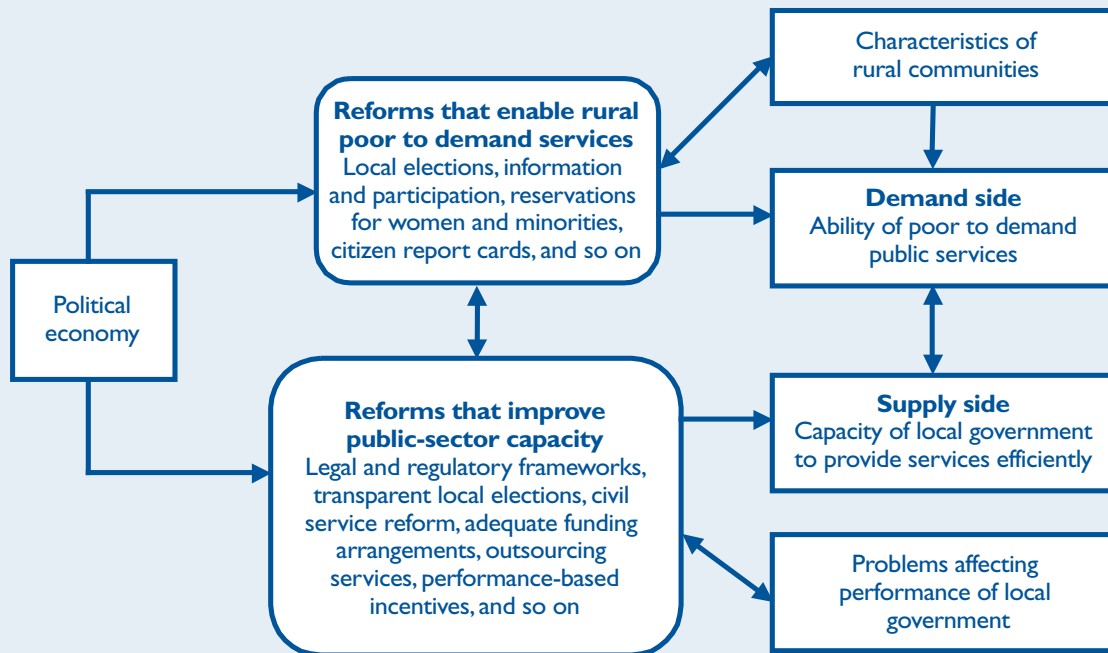 Political
economy
Reforms that enable rural
poor to demand services
Local elections, information
and participation, reservations
for women and minorities,
citizen report cards, and so on
Reforms that improve
public-sector capacity
Legal and regulatory frameworks,
transparent local elections, civil
service reform, adequate funding
arrangements, outsourcing
services, performance-based
incentives, and so on
Characteristics of
rural communities
Demand side
Ability of poor to demand
public services
Supply side
Capacity of local government
to provide services efficiently
Problems affecting
performance of local
government